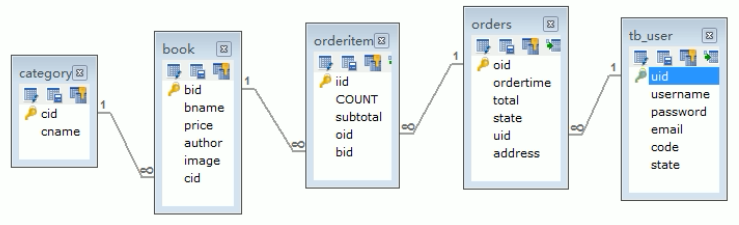 category
cid
cname
1
∞
book
bid
bname
price
author
image
cid
1
∞
orderitem
iid
COUNT
subtotal
oid
bid
∞
1
orders
oid
ordertime
total
state
uid
address
∞
1
tb_user
uid
username
password
email
code
state